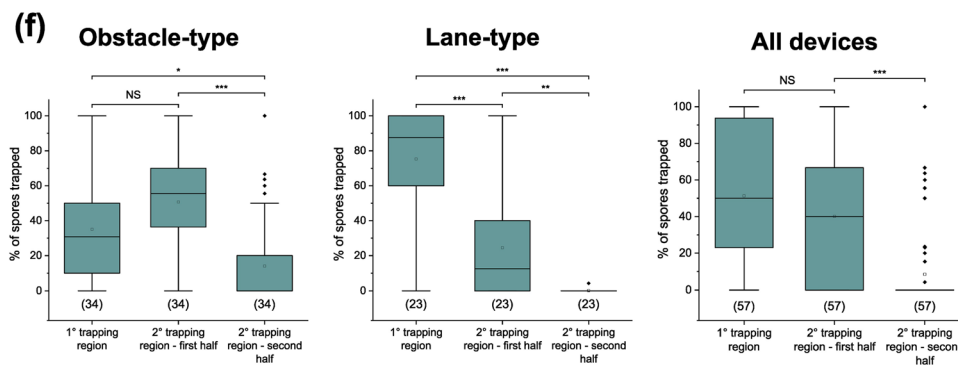 (f)
Obstacle-type
Lane-type
All devices
*
NS
***
***
***
**
NS
***
% of spores trapped
100
80
60
40
20
0
(34)
(34)
(34)
1° trapping
region
2° trapping
region - first half
2° trapping
region - second
half
% of spores trapped
100
80
60
40
20
0
(23)
(23)
(23)
1° trapping
region
2° trapping
region - first half
2° trapping
region - second
half
% of spores trapped
100
80
60
40
20
0
(57)
(57)
(57)
1° trapping
region
2° trapping
region - first half
2° trapping
region - second
half